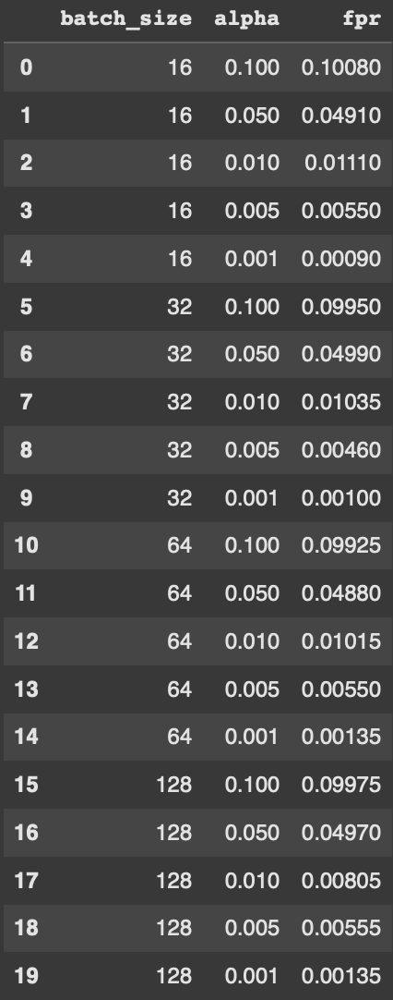 batch_size alpha fpr
0 16 0.100 0.10080
1 16 0.050 0.04910
2 16 0.010 0.01110
3 16 0.005 0.00550
4 16 0.001 0.00090
5 32 0.100 0.09950
6 32 0.050 0.04990
7 32 0.010 0.01035
8 32 0.005 0.00460
9 32 0.001 0.00100
10 64 0.100 0.09925
11 64 0.050 0.04880
12 64 0.010 0.01015
13 64 0.005 0.00550
14 64 0.001 0.00135
15 128 0.100 0.09975
16 128 0.050 0.04970
17 128 0.010 0.00805
18 128 0.005 0.00555
19 128 0.001 0.00135